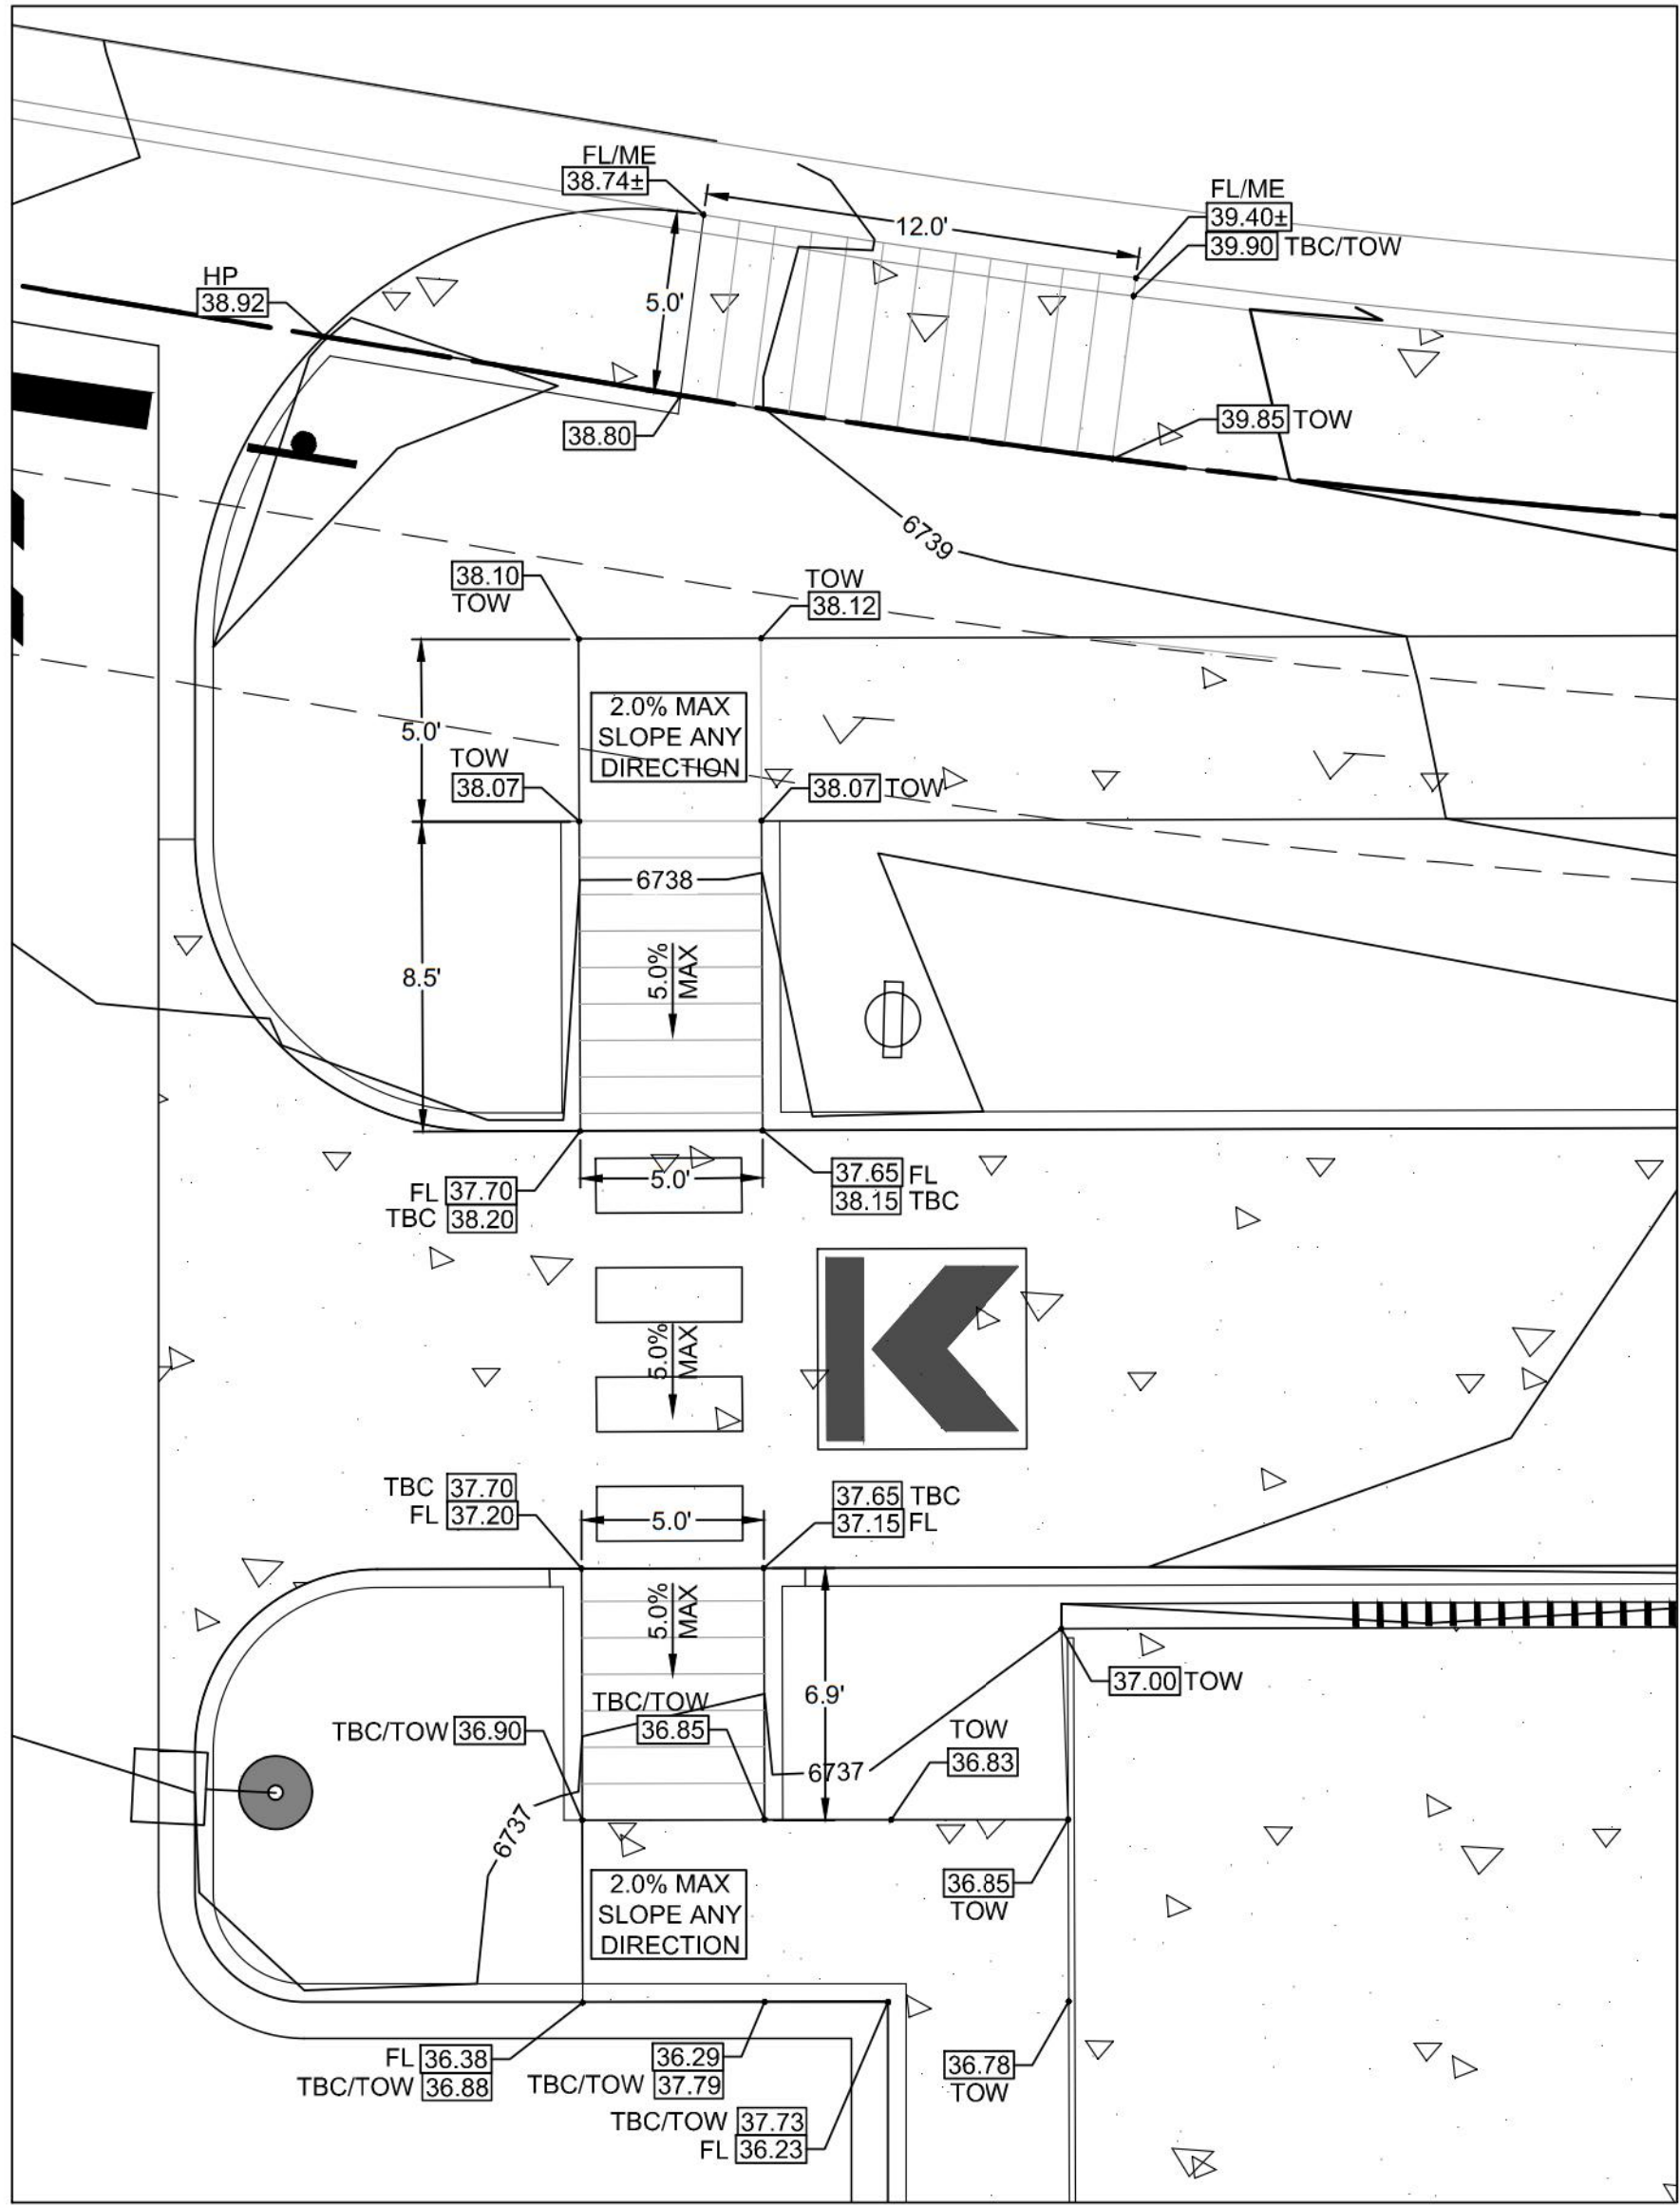 FL/ME
38.74±
12.0'
FL/ME
39.40±
39.90 TBC/TOW
HP
38.92
5.0'
38.80
39.85 TOW
6739
38.10
TOW
TOW
38.12
2.0% MAX
SLOPE ANY
DIRECTION
5.0'
TOW
38.07
38.07 TOW
6738
5.0%
MAX
8.5'
FL 37.70
TBC 38.20
5.0'
37.65 FL
38.15 TBC
K
5.0%
MAX
TBC 37.70
FL 37.20
5.0'
37.65 TBC
37.15 FL
5.0%
MAX
6.9'
37.00 TOW
TBC/TOW 36.90
TBC/TOW
36.85
TOW
36.83
6737
6737
2.0% MAX
SLOPE ANY
DIRECTION
36.85
TOW
FL 36.38
TBC/TOW 36.88
36.29
TBC/TOW 37.79
36.78
TOW
TBC/TOW 37.73
FL 36.23